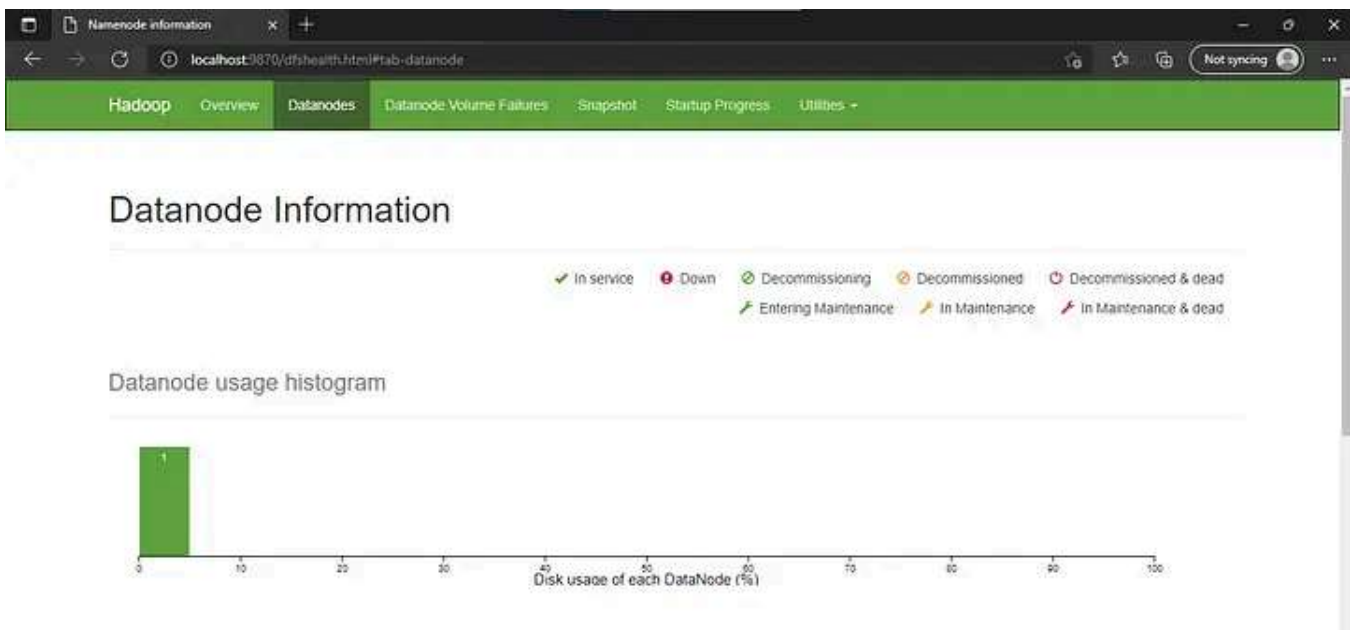 Namenode information
localhost:9870/dfshealth.html#tab-datanode
Not syncing
Hadoop Overview Datanodes Datanode Volume Failures Snapshot Startup Progress Utilities
Datanode Information
In service Down Decommissioning Decommissioned Decommissioned & dead
Entering Maintenance In Maintenance In Maintenance & dead
Datanode usage histogram
1
0 10 20 30 40 50 60 70 80 90 100
Disk usage of each DataNode (%)